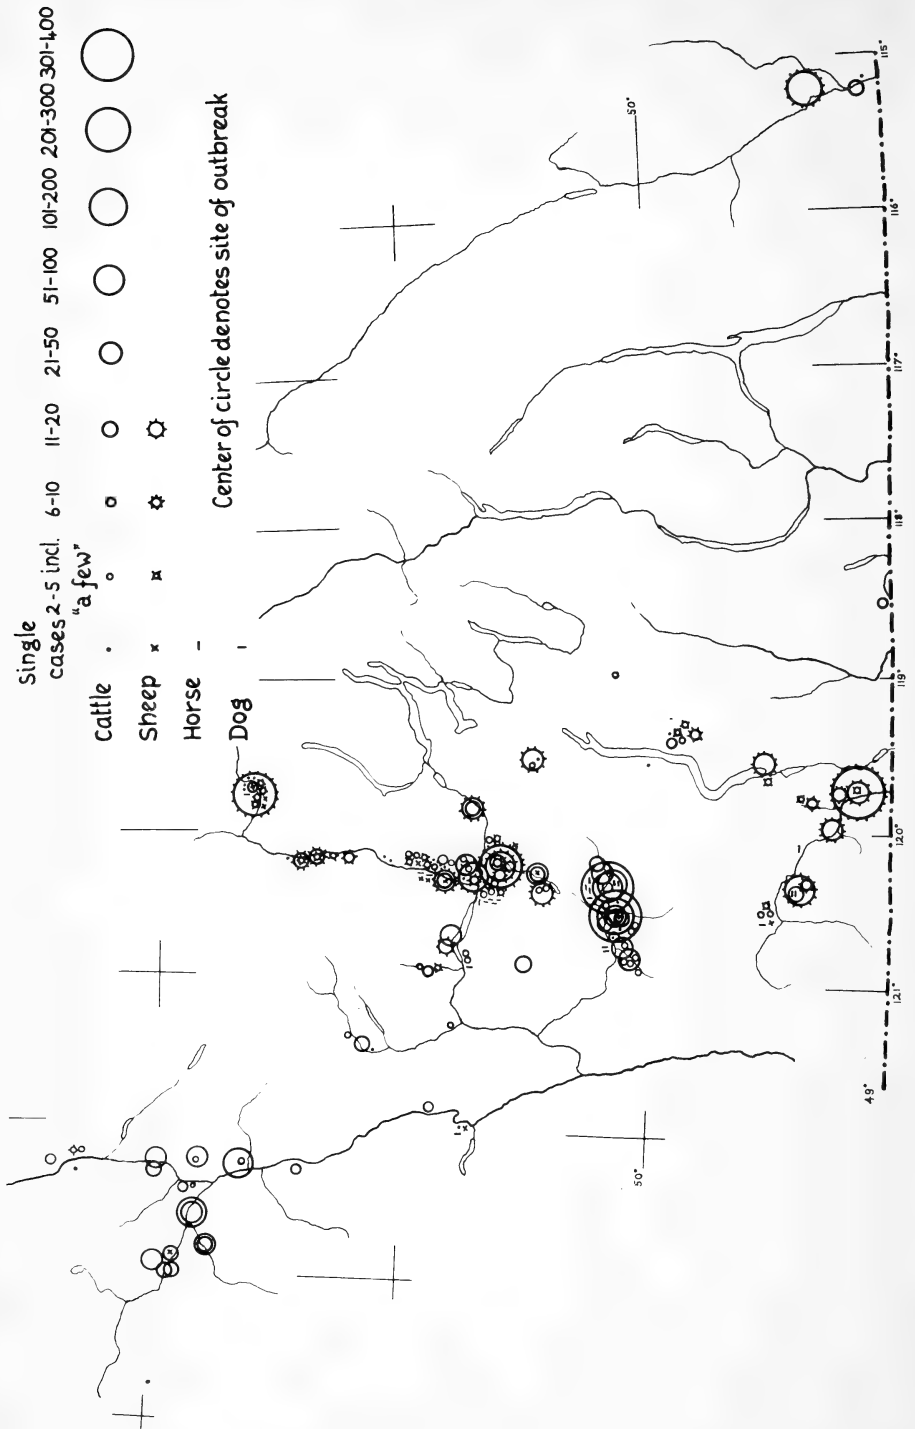 Single
cases 2-5 incl. 6-10 11-20 21-50 51-100 101-200 201-300 301-400
"a few"
Cattle
Sheep
Horse
Dog
Center of circle denotes site of outbreak
50°
115°
116°
117°
118°
119°
120°
121°
49°
50°